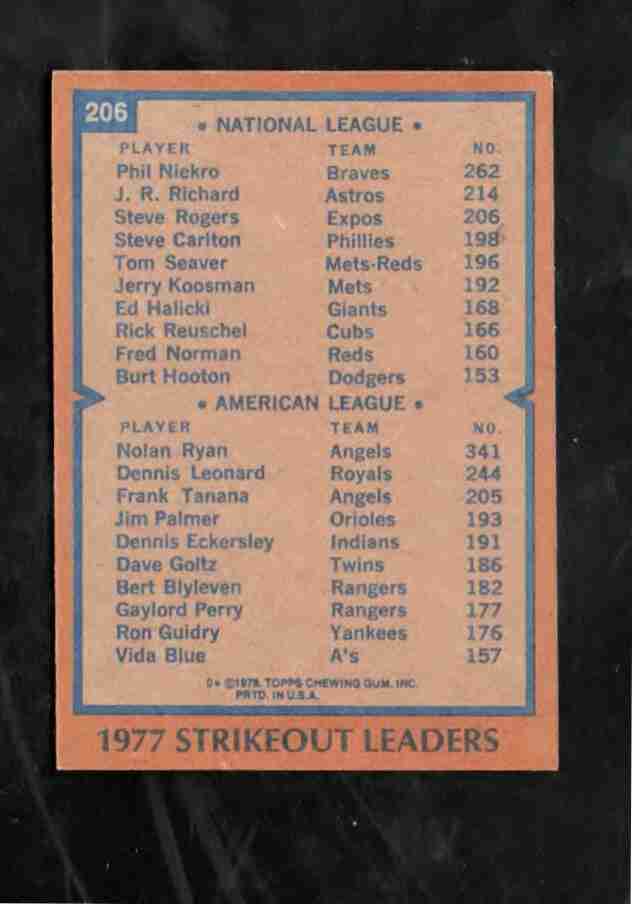 206
• NATIONAL LEAGUE •
PLAYER TEAM NO.
Phil Niekro Braves 262
J. R. Richard Astros 214
Steve Rogers Expos 206
Steve Carlton Phillies 198
Tom Seaver Mets-Reds 196
Jerry Koosman Mets 192
Ed Halicki Giants 168
Rick Reuschel Cubs 166
Fred Norman Reds 160
Burt Hooton Dodgers 153
• AMERICAN LEAGUE •
PLAYER TEAM NO.
Nolan Ryan Angels 341
Dennis Leonard Royals 244
Frank Tanana Angels 205
Jim Palmer Orioles 193
Dennis Eckersley Indians 191
Dave Goltz Twins 186
Bert Blyleven Rangers 182
Gaylord Perry Rangers 177
Ron Guidry Yankees 176
Vida Blue A's 157
D* ©1978. TOPPS CHEWING GUM, INC.
PRTD. IN U.S.A.
1977 STRIKEOUT LEADERS